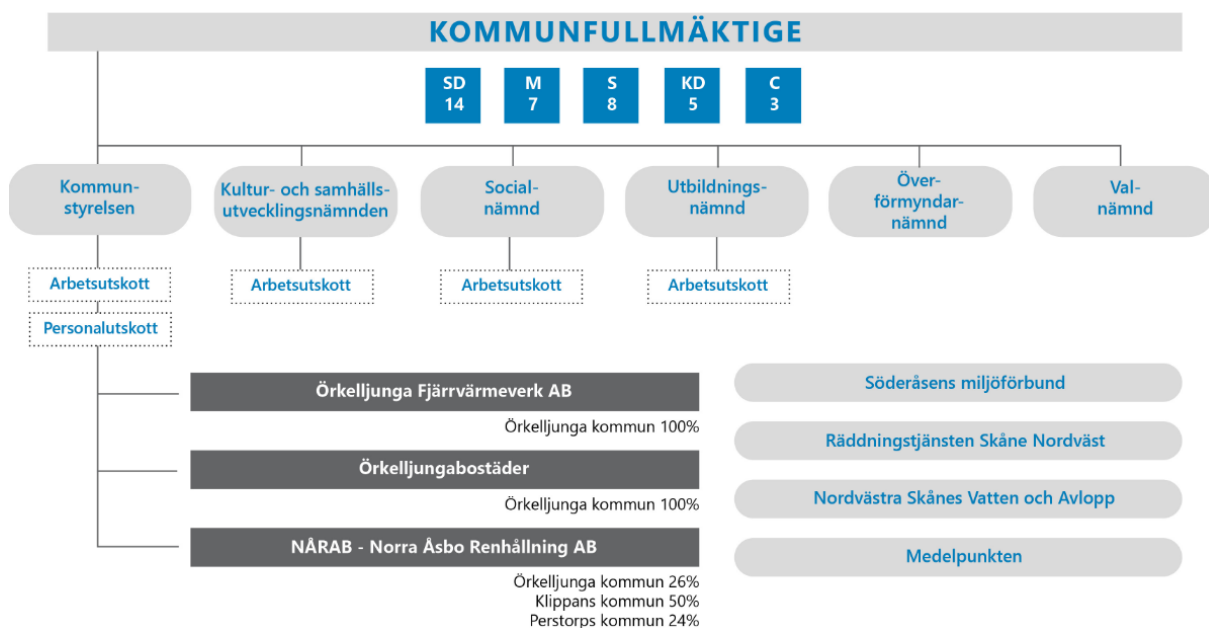 KOMMUNFULLMÄKTIGE
SD
14
M
7
S
8
KD
5
C
3
Kommun-
styrelsen
Kultur- och samhälls-
utvecklingsnämnden
Social-
nämnd
Utbildnings-
nämnd
Över-
förmyndar-
nämnd
Val-
nämnd
Arbetsutskott
Arbetsutskott
Arbetsutskott
Arbetsutskott
Personalutskott
Örkelljunga Fjärrvärmeverk AB
Örkelljunga kommun 100%
Örkelljungabostäder
Örkelljunga kommun 100%
NÅRAB - Norra Åsbo Renhållning AB
Örkelljunga kommun 26%
Klippans kommun 50%
Perstorps kommun 24%
Söderåsens miljöförbund
Räddningstjänsten Skåne Nordväst
Nordvästra Skånes Vatten och Avlopp
Medelpunkten